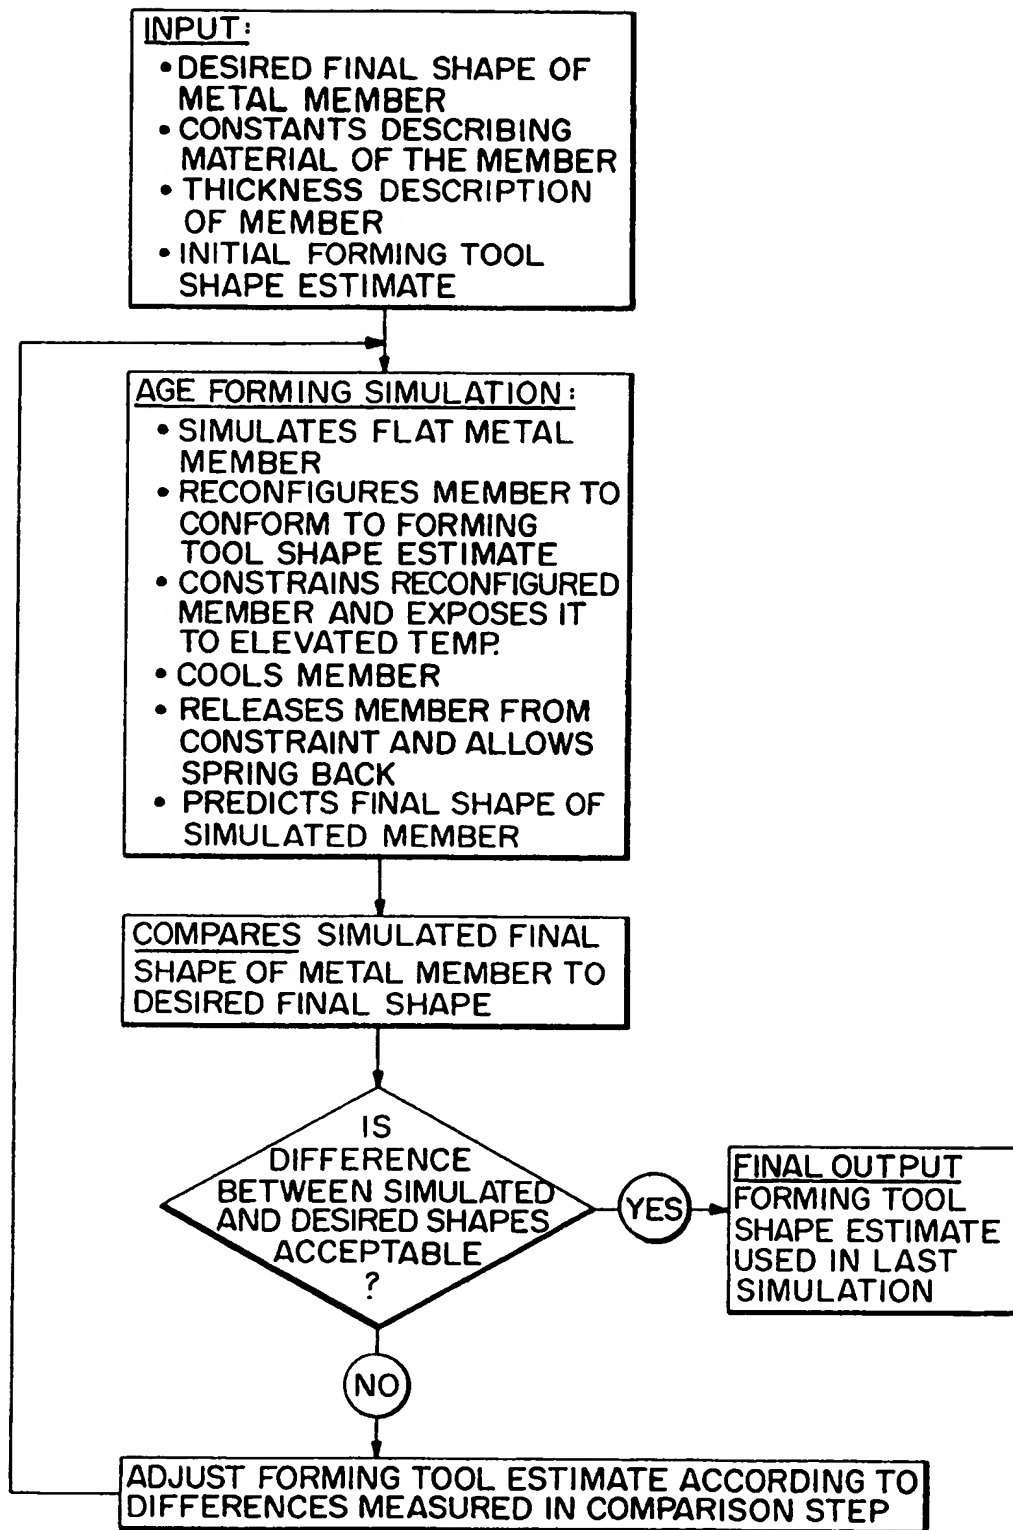 INPUT:
• DESIRED FINAL SHAPE OF
METAL MEMBER
• CONSTANTS DESCRIBING
MATERIAL OF THE MEMBER
• THICKNESS DESCRIPTION
OF MEMBER
• INITIAL FORMING TOOL
SHAPE ESTIMATE
AGE FORMING SIMULATION:
• SIMULATES FLAT METAL
MEMBER
• RECONFIGURES MEMBER TO
CONFORM TO FORMING
TOOL SHAPE ESTIMATE
• CONSTRAINS RECONFIGURED
MEMBER AND EXPOSES IT
TO ELEVATED TEMP.
• COOLS MEMBER
• RELEASES MEMBER FROM
CONSTRAINT AND ALLOWS
SPRING BACK
• PREDICTS FINAL SHAPE OF
SIMULATED MEMBER
COMPARES SIMULATED FINAL
SHAPE OF METAL MEMBER TO
DESIRED FINAL SHAPE
IS
DIFFERENCE
BETWEEN SIMULATED
AND DESIRED SHAPES
ACCEPTABLE
?
YES
FINAL OUTPUT
FORMING TOOL
SHAPE ESTIMATE
USED IN LAST
SIMULATION
NO
ADJUST FORMING TOOL ESTIMATE ACCORDING TO
DIFFERENCES MEASURED IN COMPARISON STEP